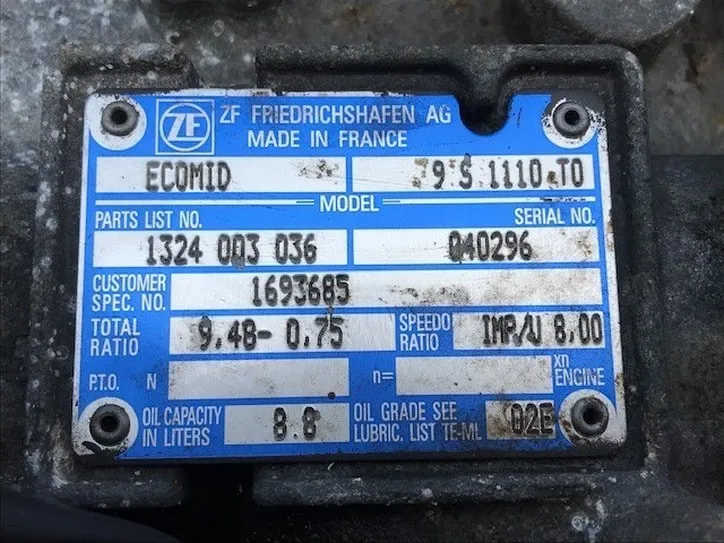 ZF
ZF FRIEDRICHSHAFEN AG
MADE IN FRANCE
ECOMID 9 S 1110 TO
MODEL
PARTS LIST NO. SERIAL NO.
1324 003 036 040296
CUSTOMER SPEC. NO. 1693685
TOTAL RATIO 9.48- 0.75 SPEEDO RATIO IMP/U 8.00
P.T.O. N n= xn ENGINE
OIL CAPACITY IN LITERS 8.8 OIL GRADE SEE LUBRIC. LIST TE-ML 02E